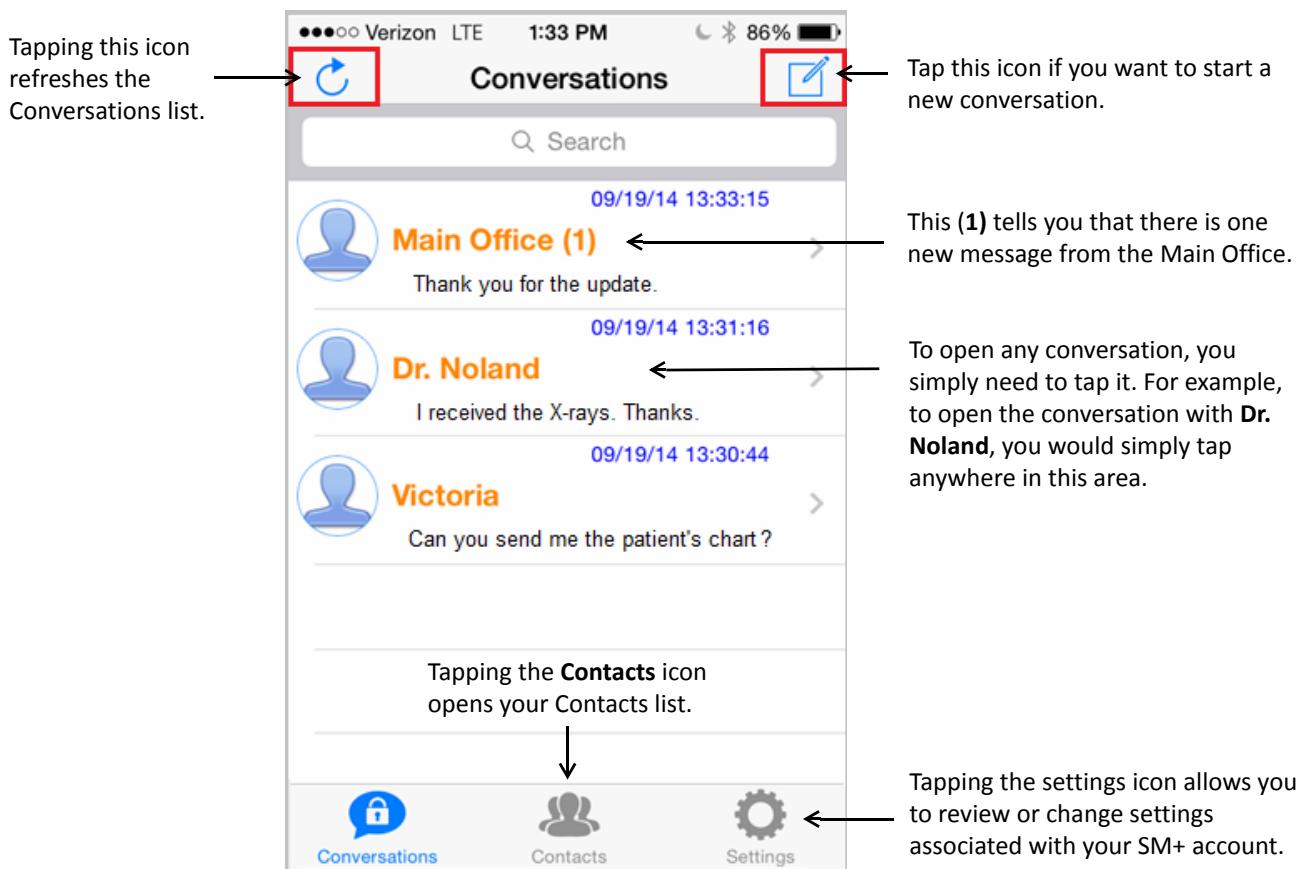 ●●●○○ Verizon LTE 1:33 PM 86%
Tapping this icon
refreshes the
Conversations list.
Conversations
Tap this icon if you want to start a
new conversation.
Search
09/19/14 13:33:15
Main Office (1)
Thank you for the update.
This (1) tells you that there is one
new message from the Main Office.
09/19/14 13:31:16
Dr. Noland
I received the X-rays. Thanks.
To open any conversation, you
simply need to tap it. For example,
to open the conversation with Dr.
Noland, you would simply tap
anywhere in this area.
09/19/14 13:30:44
Victoria
Can you send me the patient's chart ?
Tapping the Contacts icon
opens your Contacts list.
Conversations
Contacts
Settings
Tapping the settings icon allows you
to review or change settings
associated with your SM+ account.